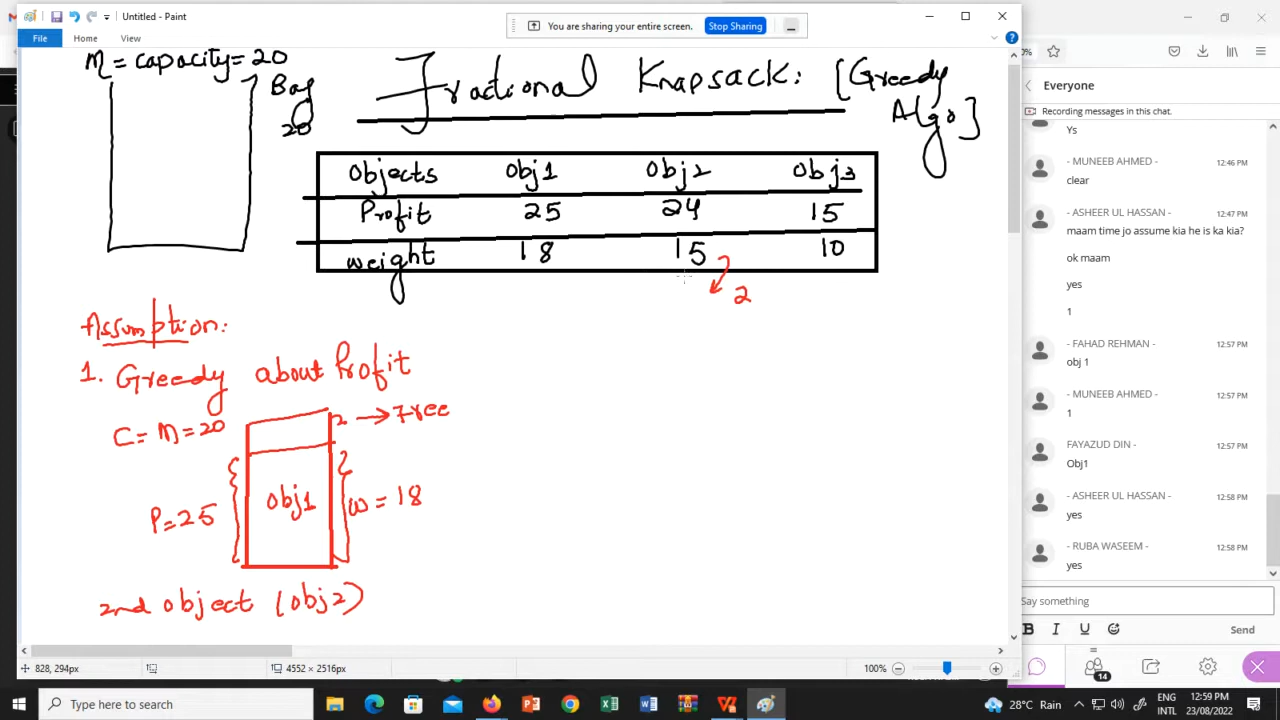 Untitled - Paint
You are sharing your entire screen.
Stop Sharing
File
Home
View
M = capacity = 20
Bag
20
Fractional Knapsack: [Greedy
Algo]
Objects Obj1 Obj2 Obj3
Profit 25 24 15
weight 18 15 10
2
Assumption:
1. Greedy about Profit
C = M = 20
2 → Free
Obj1
P = 25
w = 18
2nd object (obj2)
828, 294px
4552 × 2516px
100%
Everyone
Recording messages in this chat.
Ys
MUNEEB AHMED -
12:46 PM
clear
ASHEER UL HASSAN -
12:47 PM
maam time jo assume kia he is ka kia?
ok maam
yes
1
FAHAD REHMAN -
12:57 PM
obj 1
MUNEEB AHMED -
12:57 PM
1
FAYAZUD DIN -
12:57 PM
Obj1
ASHEER UL HASSAN -
12:58 PM
yes
RUBA WASEEM -
12:58 PM
yes
Say something
B I U
Send
14
Type here to search
28°C Rain
ENG
INTL
12:59 PM
23/08/2022